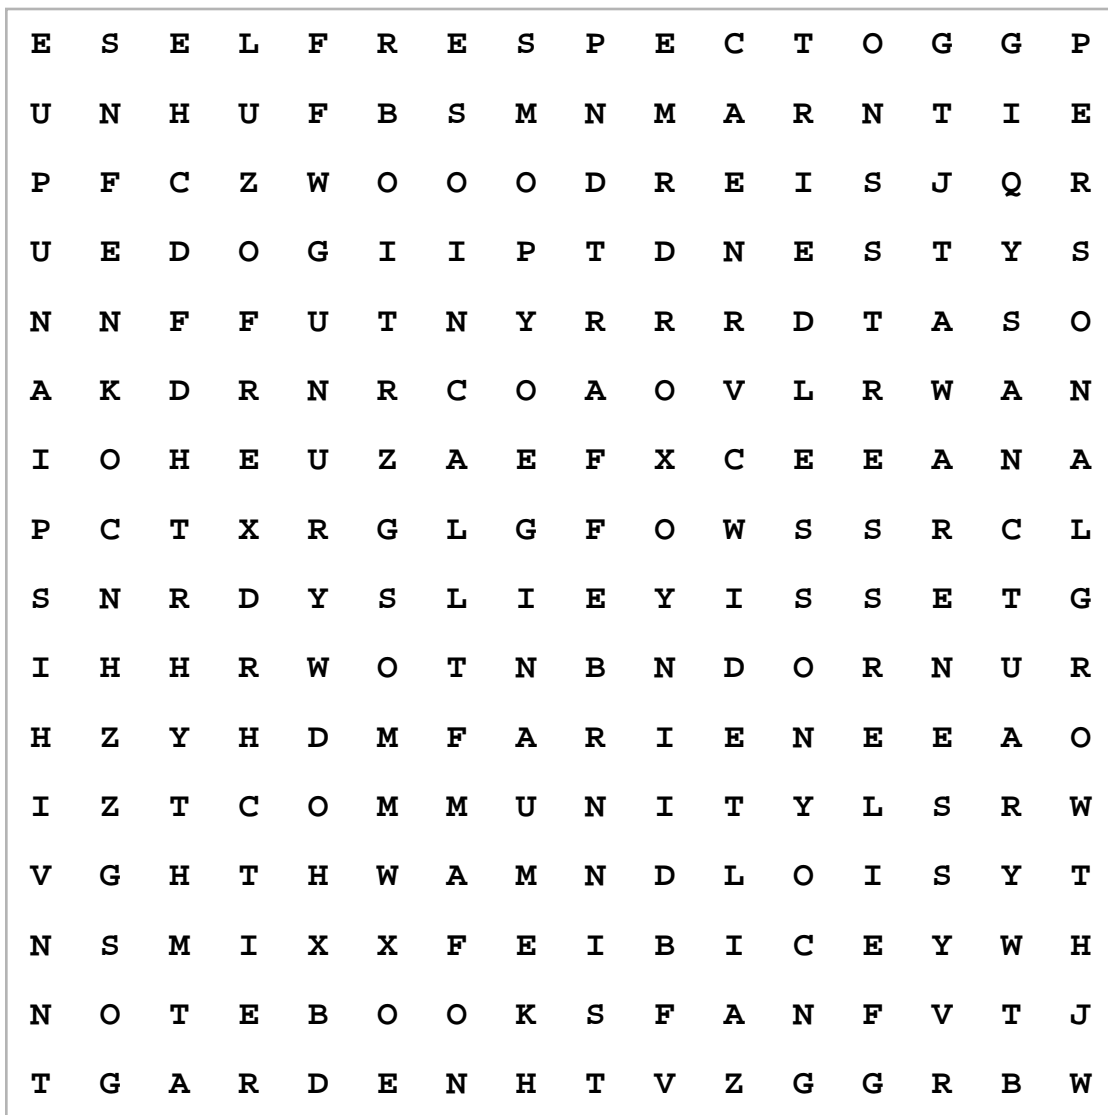 E S E L F R E S P E C T O G G P
U N H U F B S M N M A R N T I E
P F C Z W O O O D R E I S J Q R
U E D O G I I P T D N E S T Y S
N N F F U T N Y R R R D T A S O
A K D R N R C O A O V L R W A N
I O H E U Z A E F X C E E A N A
P C T X R G L G F O W S S R C L
S N R D Y S L I E Y I S S E T G
I H H R W O T N B N D O R N U R
H Z Y H D M F A R I E N E E A O
I Z T C O M M U N I T Y L S R W
V G H T H W A M N D L O I S Y T
N S M I X X F E I B I C E Y W H
N O T E B O O K S F A N F V T J
T G A R D E N H T V Z G G R B W